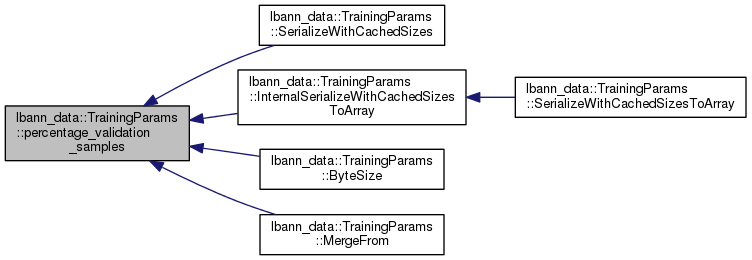 lbann_data::TrainingParams
::percentage_validation
_samples
lbann_data::TrainingParams
::SerializeWithCachedSizes
lbann_data::TrainingParams
::InternalSerializeWithCachedSizes
ToArray
lbann_data::TrainingParams
::SerializeWithCachedSizesToArray
lbann_data::TrainingParams
::ByteSize
lbann_data::TrainingParams
::MergeFrom